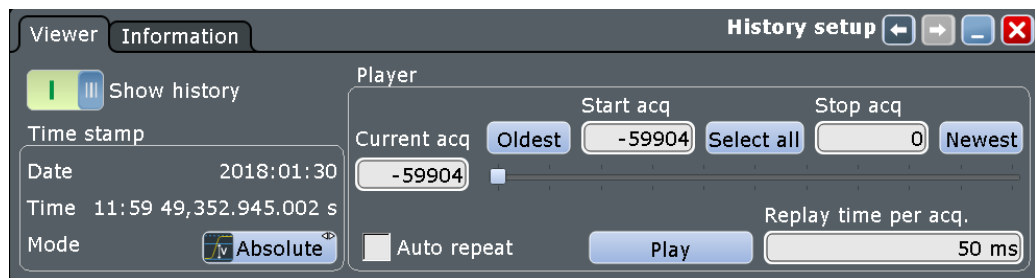 Viewer Information History setup
Show history
Player
Start acq Stop acq
Time stamp
Current acq Oldest -59904 Select all 0 Newest
Date 2018:01:30
-59904
Time 11:59 49,352.945.002 s
Replay time per acq.
Mode Absolute Auto repeat Play 50 ms